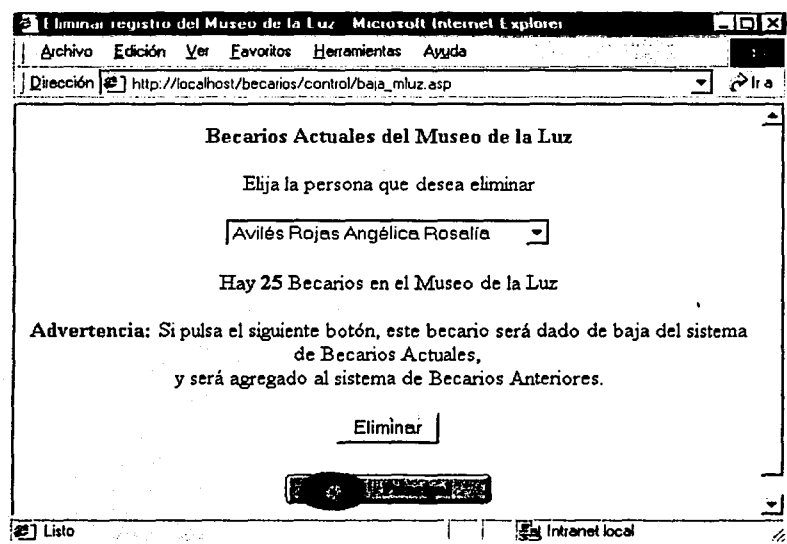 Eliminar registro del Museo de la Luz - Microsoft Internet Explorer
Archivo Edición Ver Favoritos Herramientas Ayuda
Dirección http://localhost/becarios/control/baja_mluz.asp Ir a
Becarios Actuales del Museo de la Luz
Elija la persona que desea eliminar
Avilés Rojas Angélica Rosalía
Hay 25 Becarios en el Museo de la Luz
Advertencia: Si pulsa el siguiente botón, este becario será dado de baja del sistema
de Becarios Actuales,
y será agregado al sistema de Becarios Anteriores.
Eliminar
Listo Intranet local